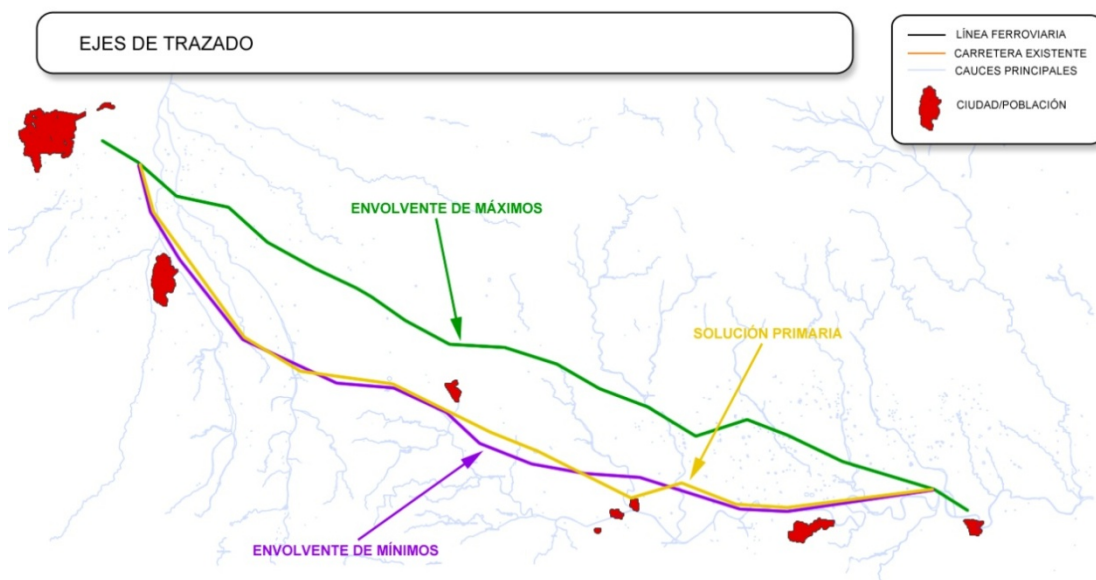 EJES DE TRAZADO
LÍNEA FERROVIARIA
CARRETERA EXISTENTE
CAUCES PRINCIPALES
CIUDAD/POBLACIÓN
ENVOLVENTE DE MÁXIMOS
SOLUCIÓN PRIMARIA
ENVOLVENTE DE MÍNIMOS